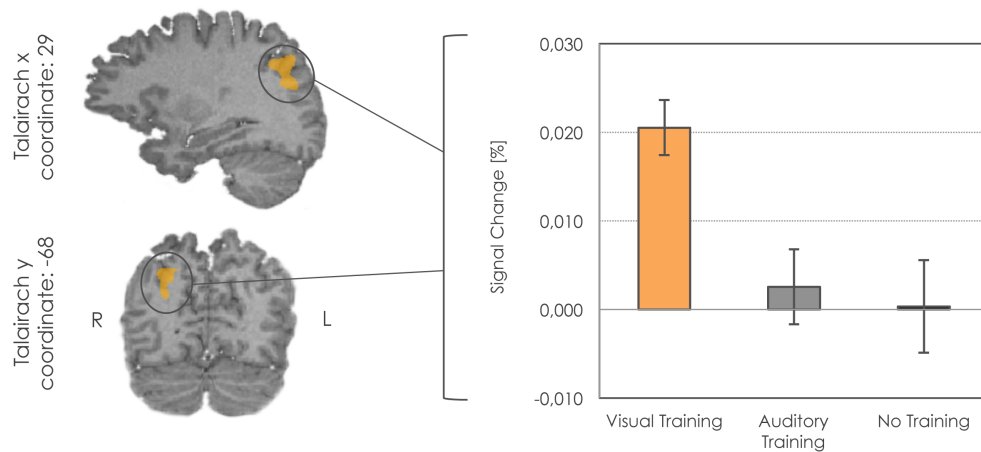 Talairach x
coordinate: 29
Talairach y
coordinate: -68
R
L
Signal Change [%]
0,030
0,020
0,010
0,000
-0,010
Visual Training
Auditory
Training
No Training